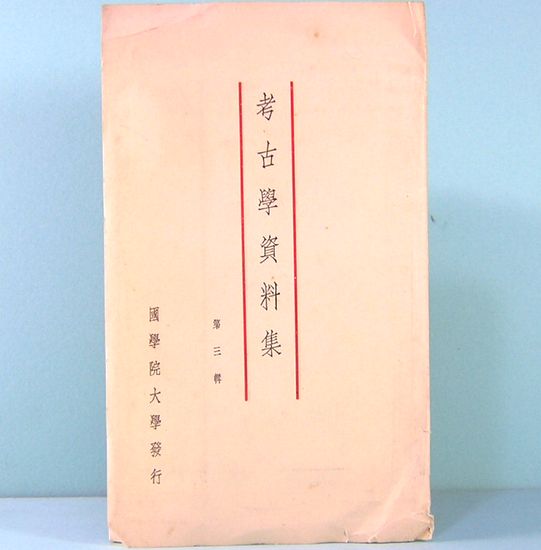 考古學資料集
第三輯
國學院大學發行